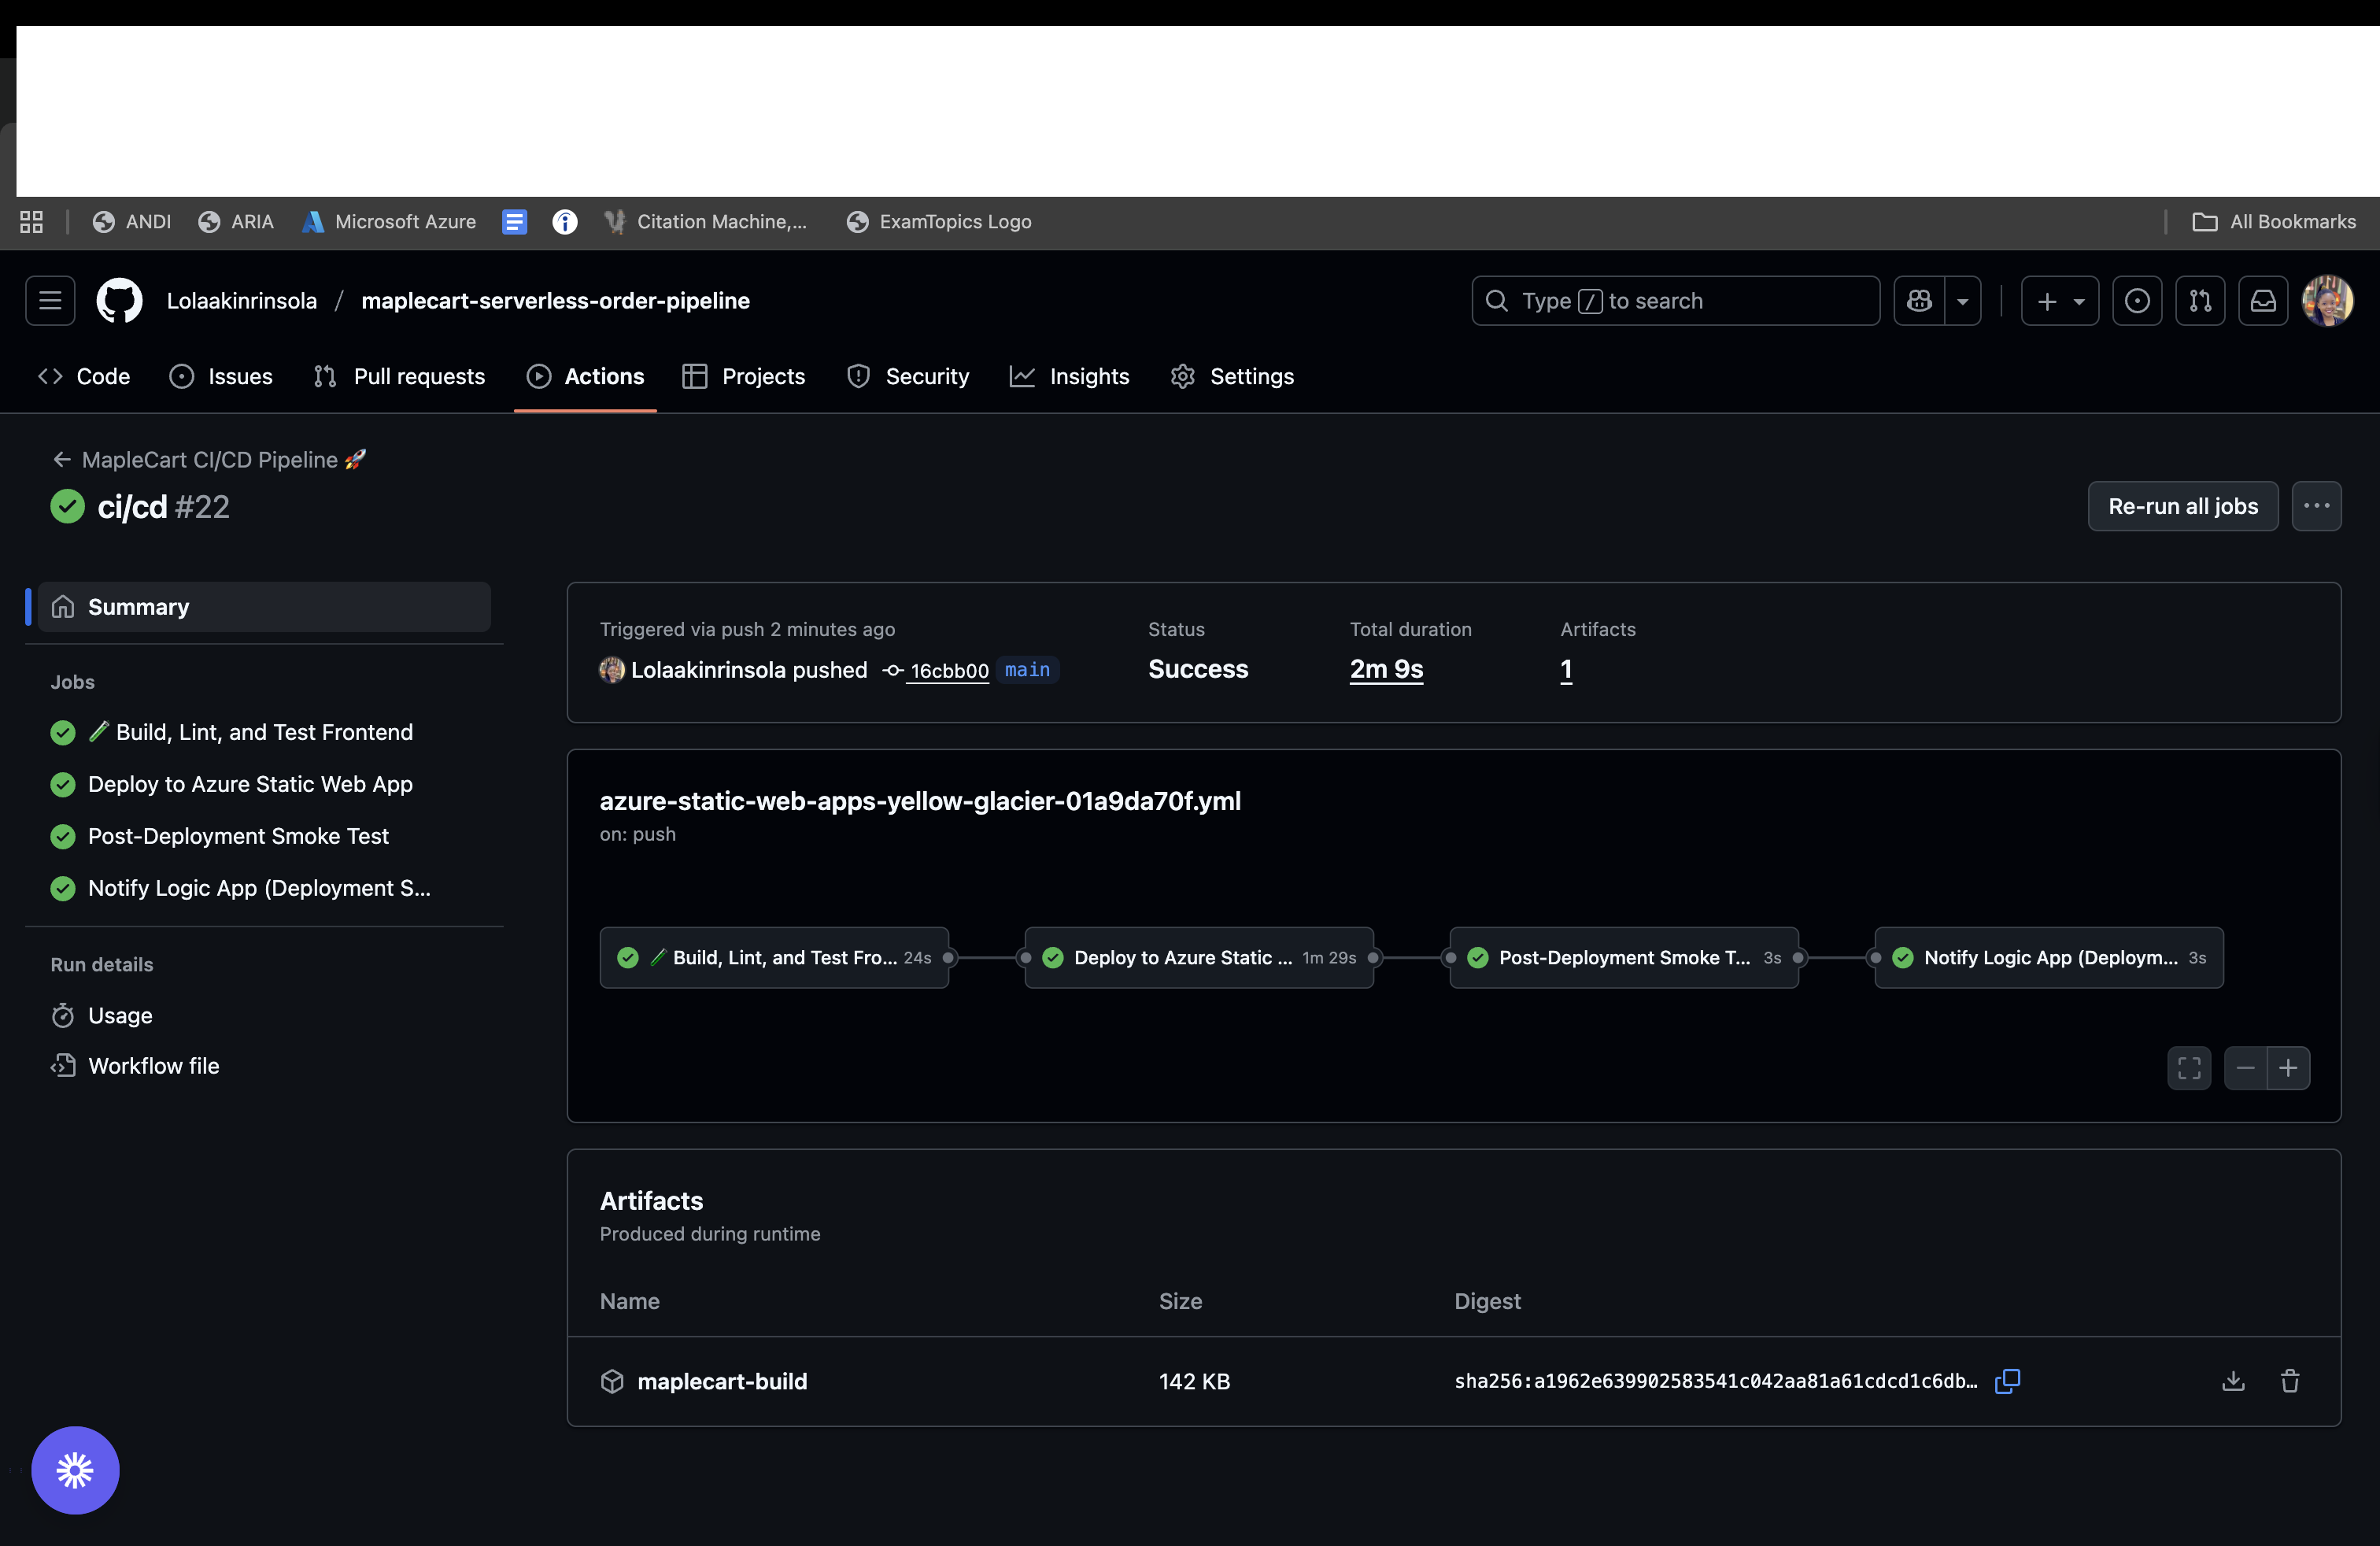 ANDI ARIA Microsoft Azure Citation Machine,... ExamTopics Logo All Bookmarks
Lolaakinrinsola / maplecart-serverless-order-pipeline Type / to search
Code Issues Pull requests Actions Projects Security Insights Settings
MapleCart CI/CD Pipeline 🚀
ci/cd #22
Re-run all jobs
Summary
Jobs
Build, Lint, and Test Frontend
Deploy to Azure Static Web App
Post-Deployment Smoke Test
Notify Logic App (Deployment S...
Run details
Usage
Workflow file
Triggered via push 2 minutes ago Status Total duration Artifacts
Lolaakinrinsola pushed 16cbb00 main Success 2m 9s 1
azure-static-web-apps-yellow-glacier-01a9da70f.yml
on: push
Build, Lint, and Test Fro... 24s Deploy to Azure Static ... 1m 29s Post-Deployment Smoke T... 3s Notify Logic App (Deploym... 3s
Artifacts
Produced during runtime
Name Size Digest
maplecart-build 142 KB sha256:a1962e639902583541c042aa81a61cdcd1c6db…